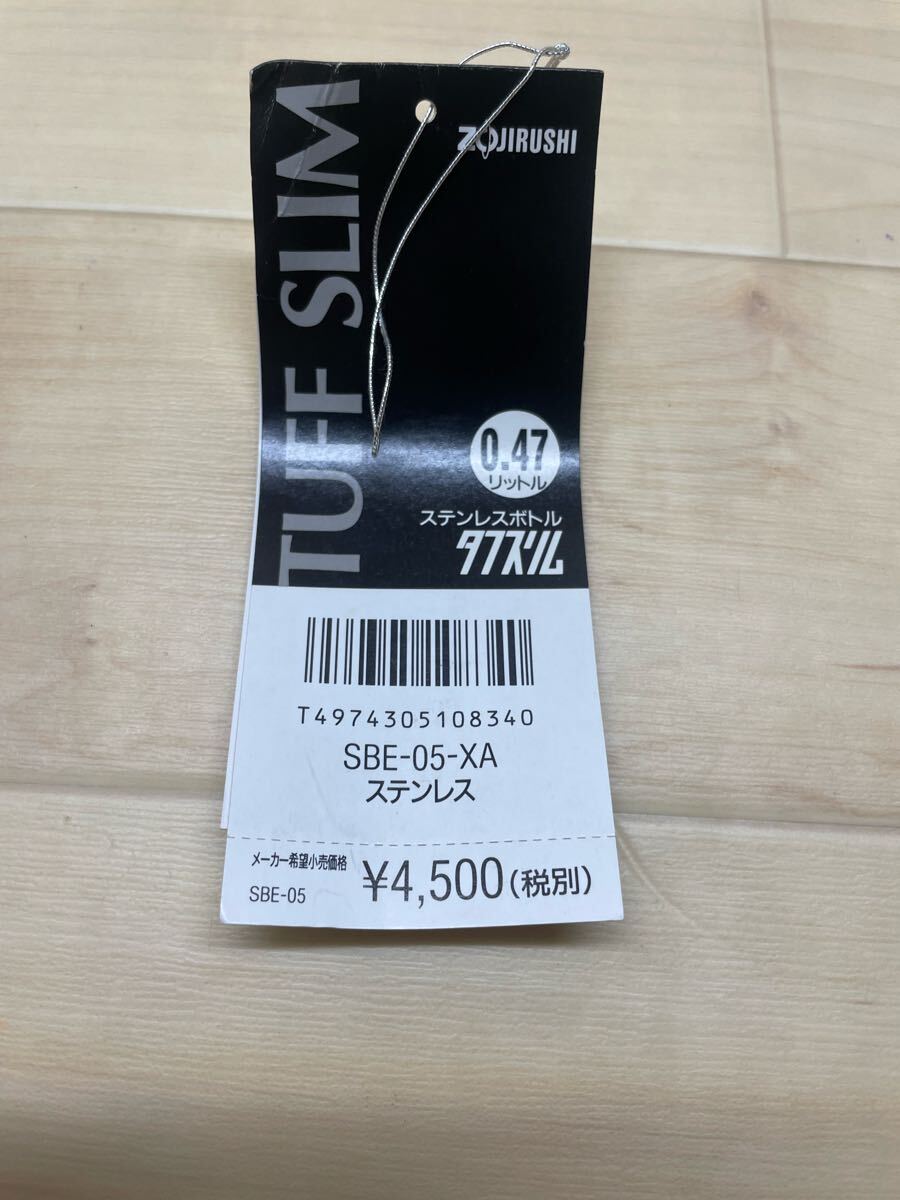 ZOJIRUSHI
TUFF SLIM
0.47
リットル
ステンレスボトル
タフスリム
T4974305108340
SBE-05-XA
ステンレス
メーカー希望小売価格
SBE-05
¥4,500(税別)